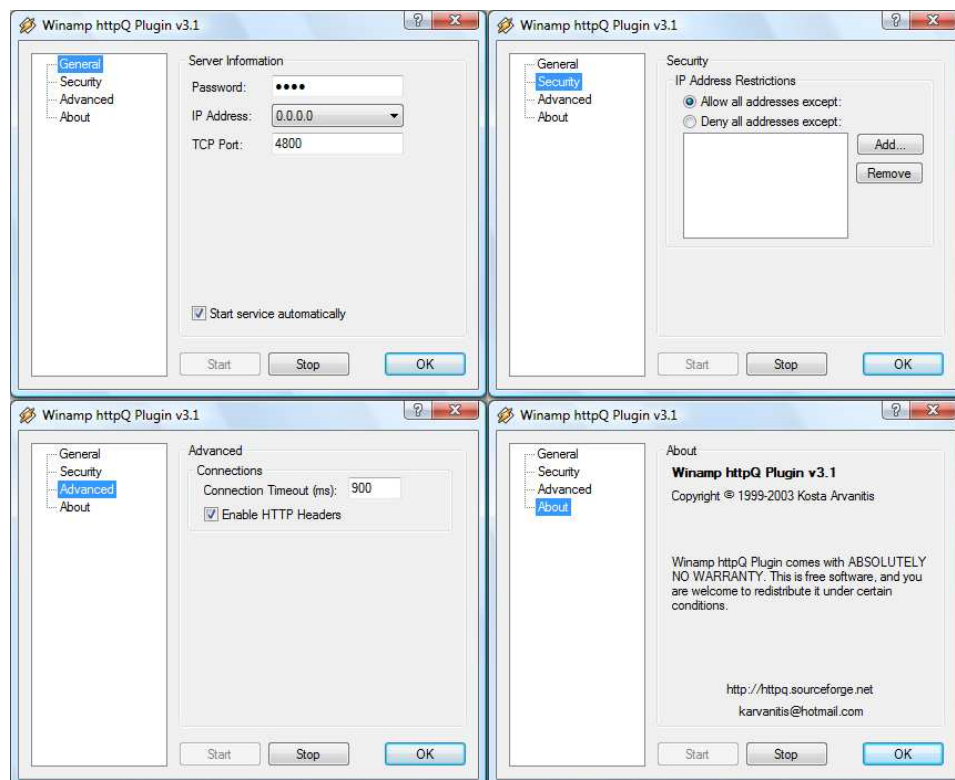 Winamp httpQ Plugin v3.1
General
Security
Advanced
About
Server Information
Password: ••••
IP Address: 0.0.0.0
TCP Port: 4800
Start service automatically
Start Stop OK
Winamp httpQ Plugin v3.1
General
Security
Advanced
About
Security
IP Address Restrictions
Allow all addresses except:
Deny all addresses except:
Add...
Remove
Start Stop OK
Winamp httpQ Plugin v3.1
General
Security
Advanced
About
Advanced
Connections
Connection Timeout (ms): 900
Enable HTTP Headers
Start Stop OK
Winamp httpQ Plugin v3.1
General
Security
Advanced
About
About
Winamp httpQ Plugin v3.1
Copyright © 1999-2003 Kosta Arvanitis
Winamp httpQ Plugin comes with ABSOLUTELY
NO WARRANTY. This is free software, and you
are welcome to redistribute it under certain
conditions.
http://httpq.sourceforge.net
karvanitis@hotmail.com
Start Stop OK